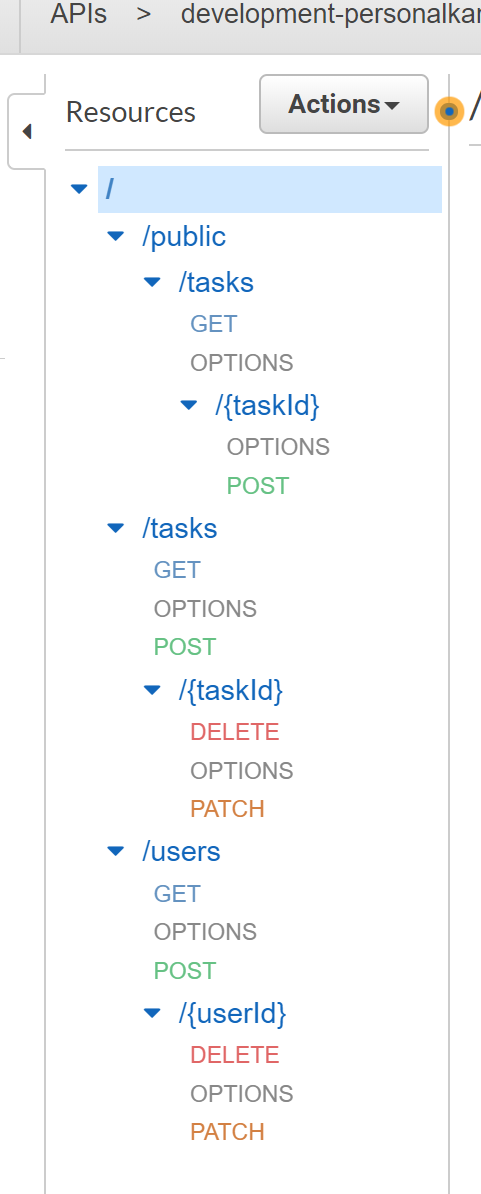 APIs > development-personalkan
Resources Actions
/
/
/public
/tasks
GET
OPTIONS
/{taskId}
OPTIONS
POST
/tasks
GET
OPTIONS
POST
/{taskId}
DELETE
OPTIONS
PATCH
/users
GET
OPTIONS
POST
/{userId}
DELETE
OPTIONS
PATCH